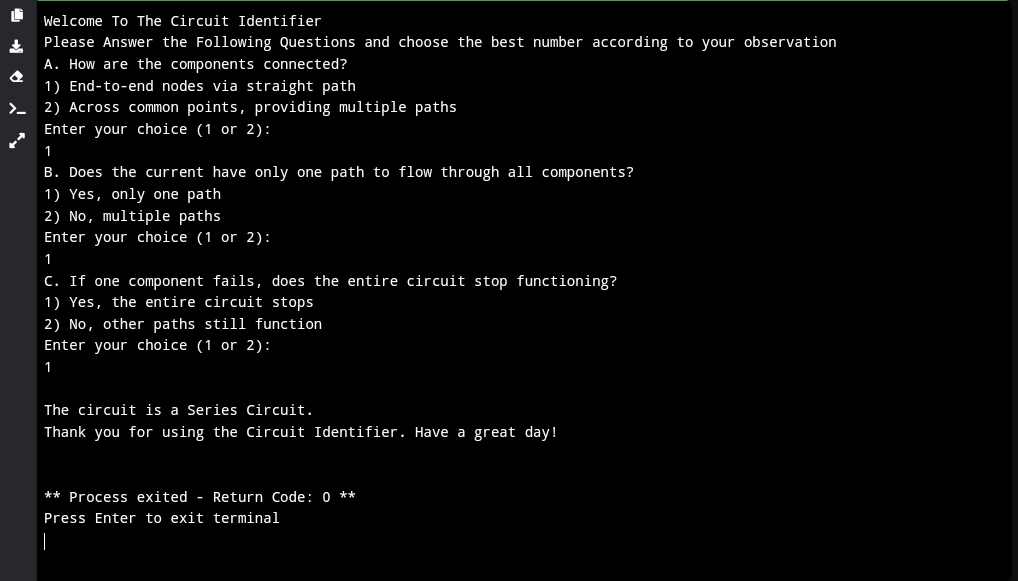 Welcome To The Circuit Identifier
Please Answer the Following Questions and choose the best number according to your observation
A. How are the components connected?
1) End-to-end nodes via straight path
2) Across common points, providing multiple paths
Enter your choice (1 or 2):
1
B. Does the current have only one path to flow through all components?
1) Yes, only one path
2) No, multiple paths
Enter your choice (1 or 2):
1
C. If one component fails, does the entire circuit stop functioning?
1) Yes, the entire circuit stops
2) No, other paths still function
Enter your choice (1 or 2):
1
The circuit is a Series Circuit.
Thank you for using the Circuit Identifier. Have a great day!
** Process exited - Return Code: 0 **
Press Enter to exit terminal